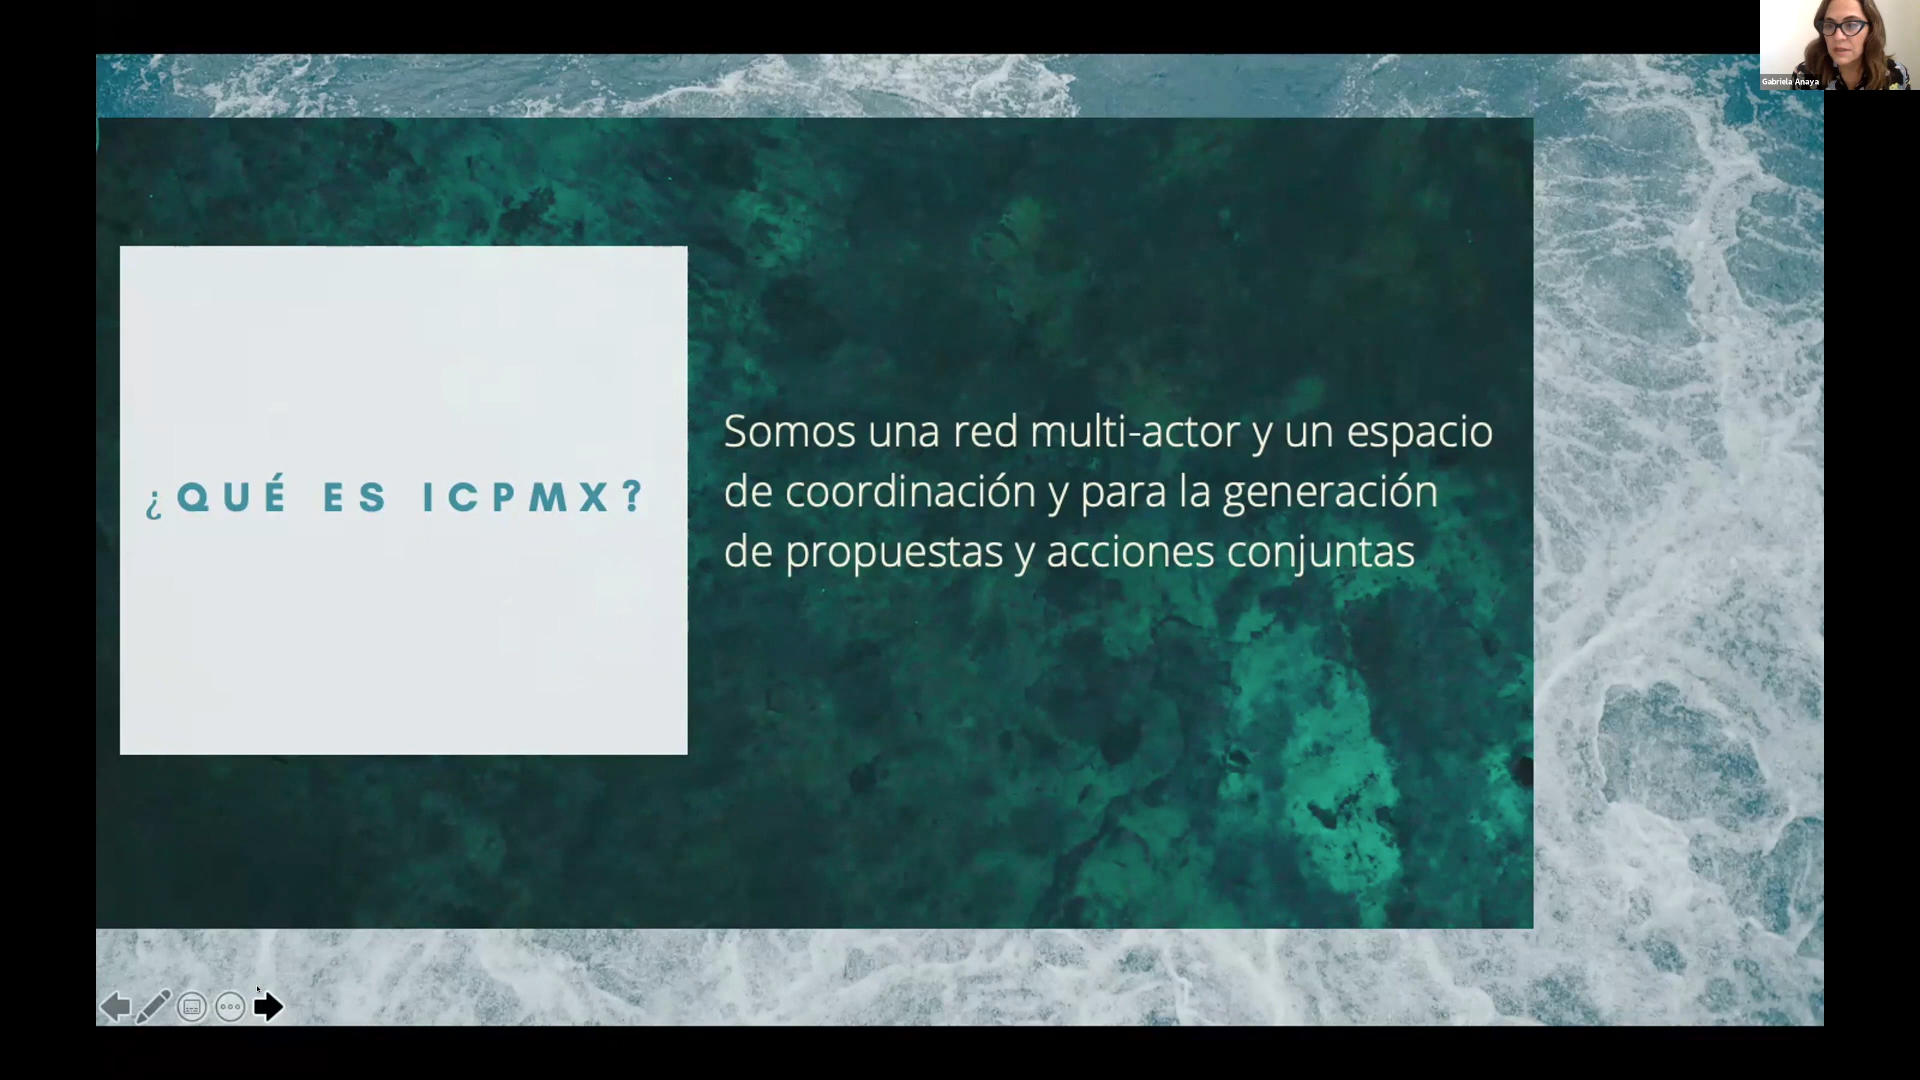 Gabriela Anaya
¿QUÉ ES ICPMX?
Somos una red multi-actor y un espacio
de coordinación y para la generación
de propuestas y acciones conjuntas